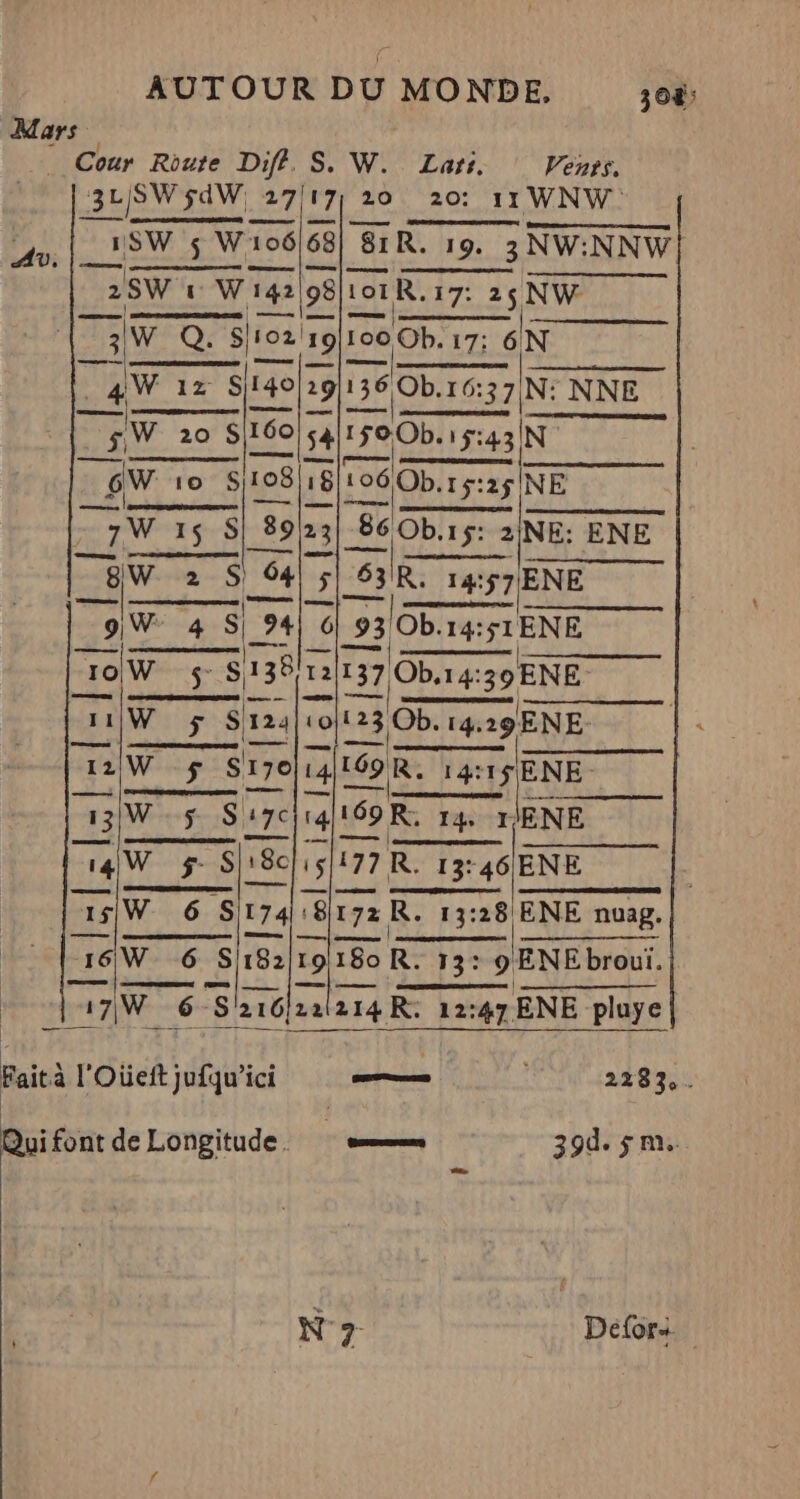 AUTOUR DU MONDE. 301
Mars
Cour Route Diſt. S. W. Lati. Vents.
31 SW 5dW 27 17 20 20: 11 WNW
Av. 1 SW 5 W 106 68 81 R. 19. 3 NW:NNW
2 SW 1 W 142 98 101 R. 17: 25 NW
3 W Q. S 102 19 100 Ob. 17: 6 N
4 W 12 S 140 29 136 Ob. 16:37 N: NNE
5 W 20 S 160 54 150 Ob. 15:43 N
6 W 10 S 108 18 106 Ob. 15:25 NE
7 W 15 S 89 23 86 Ob. 15: 2 NE: ENE
8 W 2 S 64 5 63 R. 14:57 ENE
9 W 4 S 94 6 93 Ob. 14:51 ENE
10 W 5 S 138 12 137 Ob. 14:39 ENE
11 W 5 S 124 10 123 Ob. 14.29 ENE
12 W 5 S 170 14 169 R. 14:15 ENE
13 W 5 S 170 14 169 R. 14. 1 ENE
14 W 5 S 180 15 177 R. 13:46 ENE
15 W 6 S 174 18 172 R. 13:28 ENE nuag.
16 W 6 S 182 19 180 R. 13: 9 ENE brouï.
17 W 6 S 216 22 214 R. 12:47 ENE pluye
Fait à l'Oüeſt juſqu'ici —— 2283.
Qui font de Longitude. —— 39d. 5 m.
N 7 Deſor-